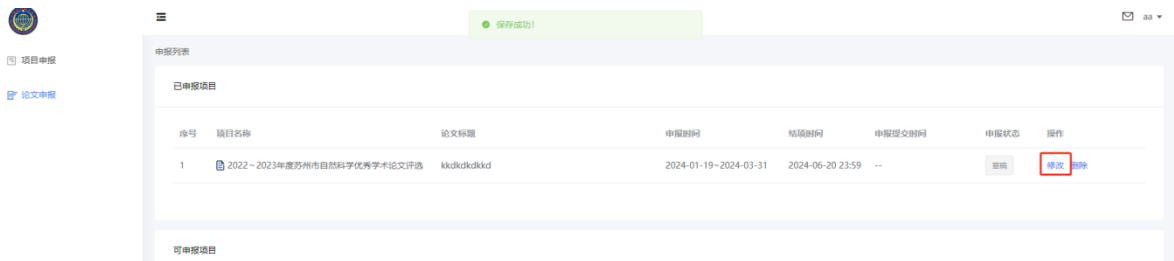 保存成功！
aa
项目申报
论文申报
申报列表
已申报项目
序号 项目名称 论文标题 申报时间 结项时间 申报提交时间 申报状态 操作
1 2022~2023年度苏州市自然科学优秀学术论文评选 kkdkdkdkkd 2024-01-19~2024-03-31 2024-06-20 23:59 -- 草稿 修改 删除
可申报项目